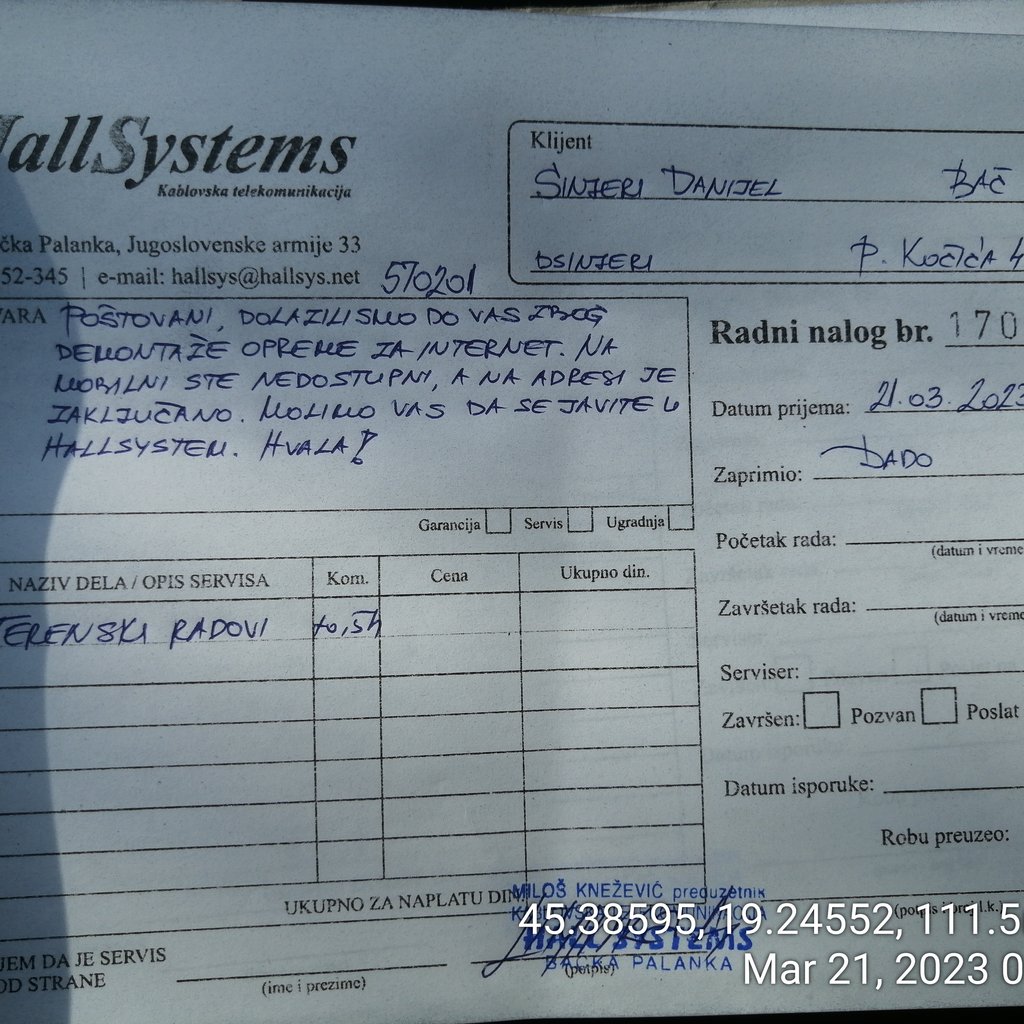 HallSystems
Kablovska telekomunikacija
čka Palanka, Jugoslovenske armije 33
52-345 | e-mail: hallsys@hallsys.net
570201
Klijent
ŠINJERI DANIJEL BAČ
DSINJERI P. KOČIĆA 4
VARA POŠTOVANI, DOLAZILI SMO DO VAS ZBOG
DEMONTAŽE OPREME ZA INTERNET. NA
MOBILNI STE NEDOSTUPNI, A NA ADRESI JE
ZAKLJUČANO. MOLIMO VAS DA SE JAVITE U
HALLSYSTEM. HVALA!
Garancija Servis Ugradnja
Radni nalog br. 170
Datum prijema: 21.03.2023
Zaprimio: DADO
Početak rada:
(datum i vreme
Završetak rada:
(datum i vreme
Serviser:
Završen: Pozvan Poslat
Datum isporuke:
Robu preuzeo:
NAZIV DELA / OPIS SERVISA Kom. Cena Ukupno din.
TERENSKI RADOVI
UKUPNO ZA NAPLATU DIN.
JEM DA JE SERVIS
OD STRANE
(ime i prezime)
(potpis)
MILOŠ KNEŽEVIĆ preduzetnik
HALL SYSTEMS
BAČKA PALANKA
45.38595, 19.24552, 111.5
Mar 21, 2023 0